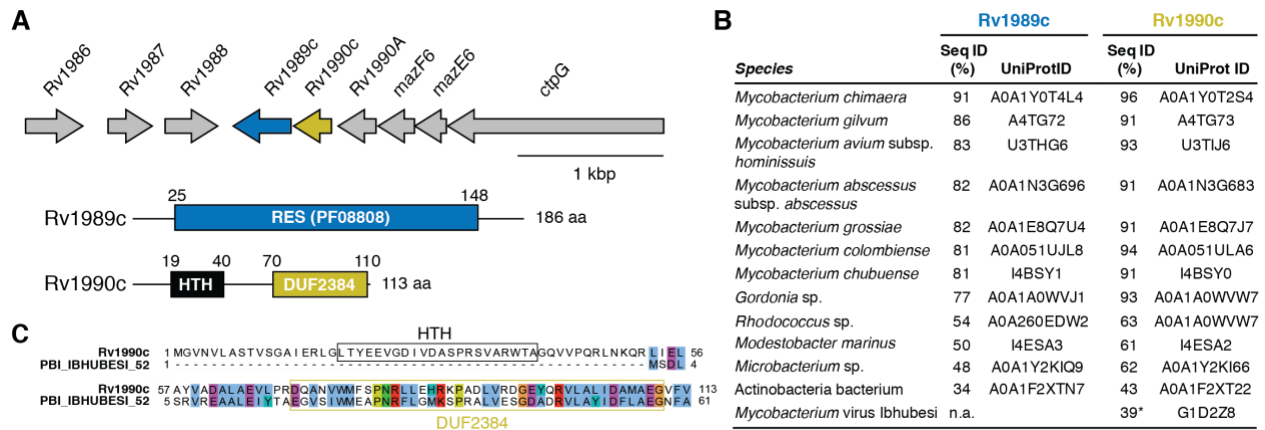 A
Rv1986 Rv1987 Rv1988 Rv1989c Rv1990c Rv1990A mazF6 mazE6 ctpG
1 kbp
25 148
Rv1989c RES (PF08808) 186 aa
19 40 70 110
Rv1990c HTH DUF2384 113 aa
C
HTH
Rv1990c 1 MGVNVLASTVSGAIERLGLTYEEVGDIVDASPRSVARWTAGQVVPQRLNKQRLIEL 56
PBI_IBHUBESI_52 1 ----------------------------------------------------MSDL 4
Rv1990c 57 AYVADALAEVLPRDQANVWMFSPNRLLEHRKPADLVRDGEYQRVLALIDAMAEGVFV 113
PBI_IBHUBESI_52 5 SRVREAALEIYTAEGVSIWMEAPNRFLGMKSPRALVESGDADRVLAYIDFLAEGNFA 61
DUF2384
B
Rv1989c Rv1990c
Species Seq ID (%) UniProtID Seq ID (%) UniProt ID
Mycobacterium chimaera 91 A0A1Y0T4L4 96 A0A1Y0T2S4
Mycobacterium gilvum 86 A4TG72 91 A4TG73
Mycobacterium avium subsp. 83 U3THG6 93 U3TIJ6
hominissuis
Mycobacterium abscessus 82 A0A1N3G696 91 A0A1N3G683
subsp. abscessus
Mycobacterium grossiae 82 A0A1E8Q7U4 91 A0A1E8Q7J7
Mycobacterium colombiense 81 A0A051UJL8 94 A0A051ULA6
Mycobacterium chubuense 81 I4BSY1 91 I4BSY0
Gordonia sp. 77 A0A1A0WVJ1 93 A0A1A0WVW7
Rhodococcus sp. 54 A0A260EDW2 63 A0A1A0WVW7
Modestobacter marinus 50 I4ESA3 61 I4ESA2
Microbacterium sp. 48 A0A1Y2KIQ9 62 A0A1Y2KI66
Actinobacteria bacterium 34 A0A1F2XTN7 43 A0A1F2XT22
Mycobacterium virus Ibhubesi n.a. 39* G1D2Z8